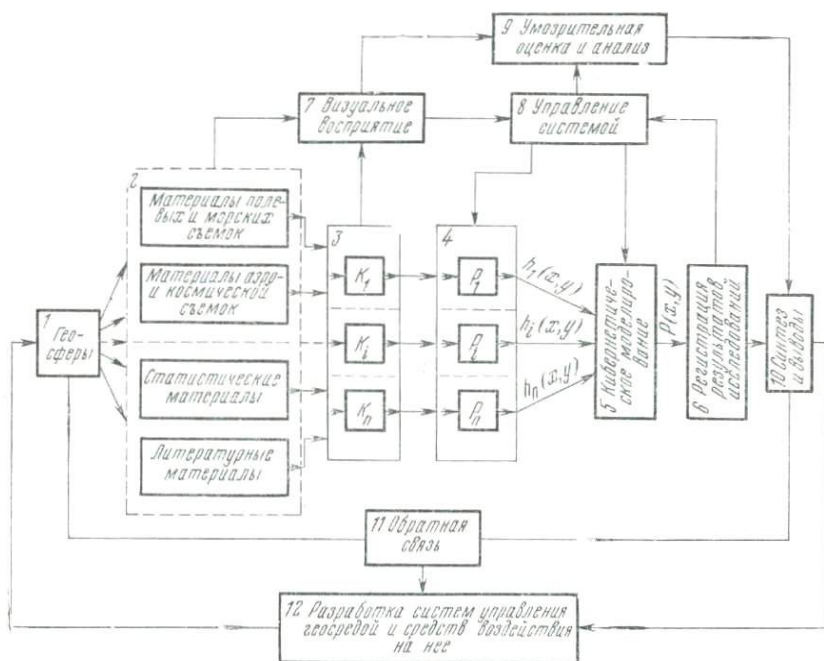 9 Умозрительная
оценка и анализ
7 Визуальное
восприятие
8 Управление
системой
2
Материалы поле-
вых и морских
съемок
Материалы аэро-
и космической
съемок
Статистические
материалы
Литературные
материалы
1
Гео-
сферы
3
K₁
Kᵢ
Kₙ
4
P₁
Pᵢ
Pₙ
h₁(x,y)
hᵢ(x,y)
hₙ(x,y)
5 Кибернетиче-
ское моделиро-
вание
P(x,y)
6 Регистрация
результатов
исследований
10 Синтез
и выводы
11 Обратная
связь
12 Разработка систем управления
геосредой и средств воздействия
на нее